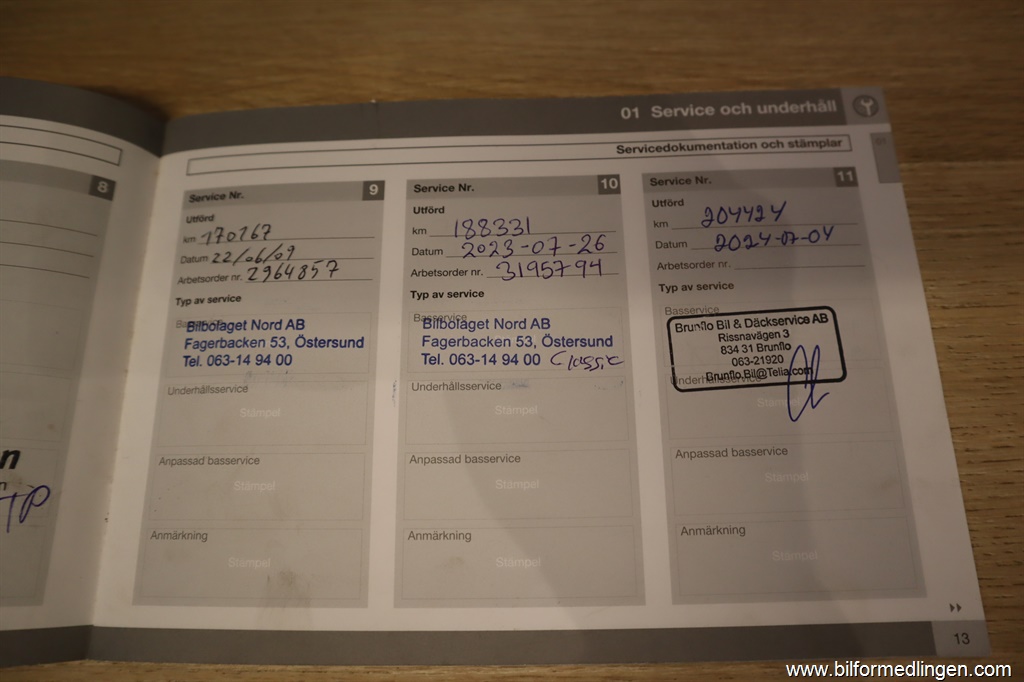 01 Service och underhåll
Servicedokumentation och stämplar
8
n
n
TP
Service Nr. 9
Utförd
km 170167
Datum 22/06/09
Arbetsorder nr. 2964857
Typ av service
Basservice
Bilbolaget Nord AB
Fagerbacken 53, Östersund
Tel. 063-14 94 00
Underhållsservice
Stämpel
Anpassad basservice
Stämpel
Anmärkning
Stämpel
Service Nr. 10
Utförd
km 188331
Datum 2023-07-26
Arbetsorder nr. 3195794
Typ av service
Basservice
Bilbolaget Nord AB
Fagerbacken 53, Östersund
Tel. 063-14 94 00 Classic
Underhållsservice
Stämpel
Anpassad basservice
Stämpel
Anmärkning
Stämpel
Service Nr. 11
Utförd
km 204424
Datum 2024-07-04
Arbetsorder nr.
Typ av service
Basservice
Brunflo Bil & Däckservice AB
Rissnavägen 3
834 31 Brunflo
063-21920
Brunflo.Bil@Telia.com
Underhållsservice
Stämpel
Anpassad basservice
Stämpel
Anmärkning
Stämpel
13
www.bilformedlingen.com